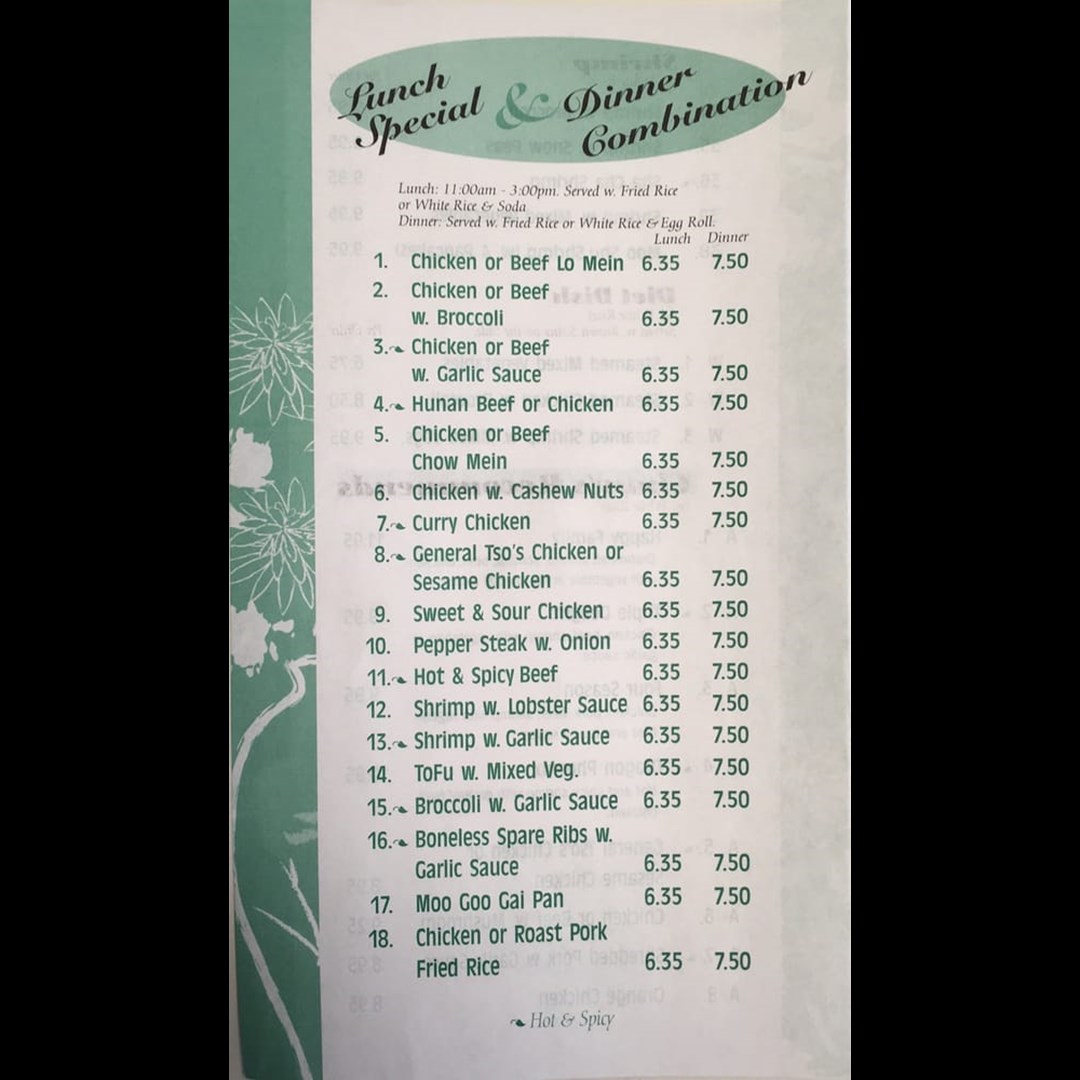 Lunch Special & Dinner Combination
Lunch: 11:00am - 3:00pm. Served w. Fried Rice
or White Rice & Soda
Dinner: Served w. Fried Rice or White Rice & Egg Roll.
Lunch Dinner
1. Chicken or Beef Lo Mein 6.35 7.50
2. Chicken or Beef
w. Broccoli 6.35 7.50
3. Chicken or Beef
w. Garlic Sauce 6.35 7.50
4. Hunan Beef or Chicken 6.35 7.50
5. Chicken or Beef
Chow Mein 6.35 7.50
6. Chicken w. Cashew Nuts 6.35 7.50
7. Curry Chicken 6.35 7.50
8. General Tso's Chicken or
Sesame Chicken 6.35 7.50
9. Sweet & Sour Chicken 6.35 7.50
10. Pepper Steak w. Onion 6.35 7.50
11. Hot & Spicy Beef 6.35 7.50
12. Shrimp w. Lobster Sauce 6.35 7.50
13. Shrimp w. Garlic Sauce 6.35 7.50
14. ToFu w. Mixed Veg. 6.35 7.50
15. Broccoli w. Garlic Sauce 6.35 7.50
16. Boneless Spare Ribs w.
Garlic Sauce 6.35 7.50
17. Moo Goo Gai Pan 6.35 7.50
18. Chicken or Roast Pork
Fried Rice 6.35 7.50
Hot & Spicy